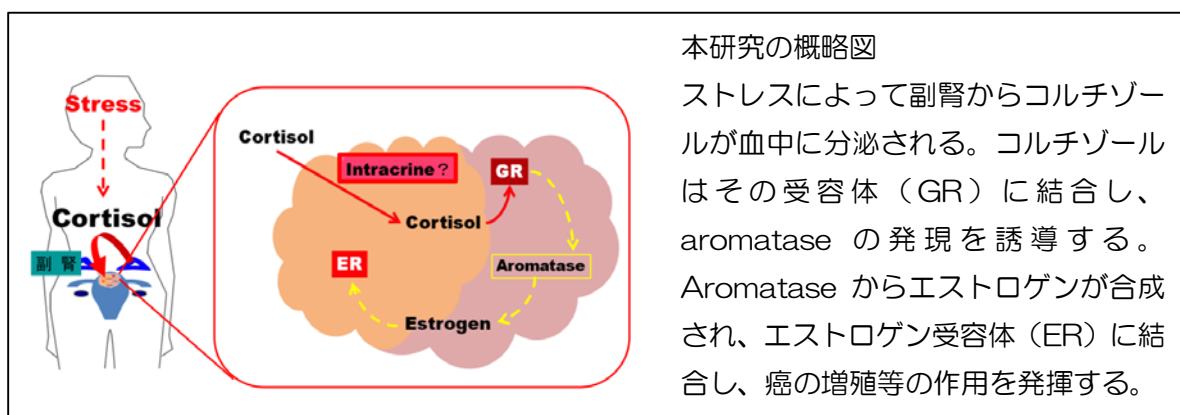 Stress
Cortisol
副腎
Cortisol
Intracrine？
GR
Cortisol
ER
Aromatase
Estrogen
本研究の概略図
ストレスによって副腎からコルチゾー
ルが血中に分泌される。コルチゾール
はその受容体（GR）に結合し、
aromatase の発現を誘導する。
Aromatase からエストロゲンが合成
され、エストロゲン受容体（ER）に結
合し、癌の増殖等の作用を発揮する。